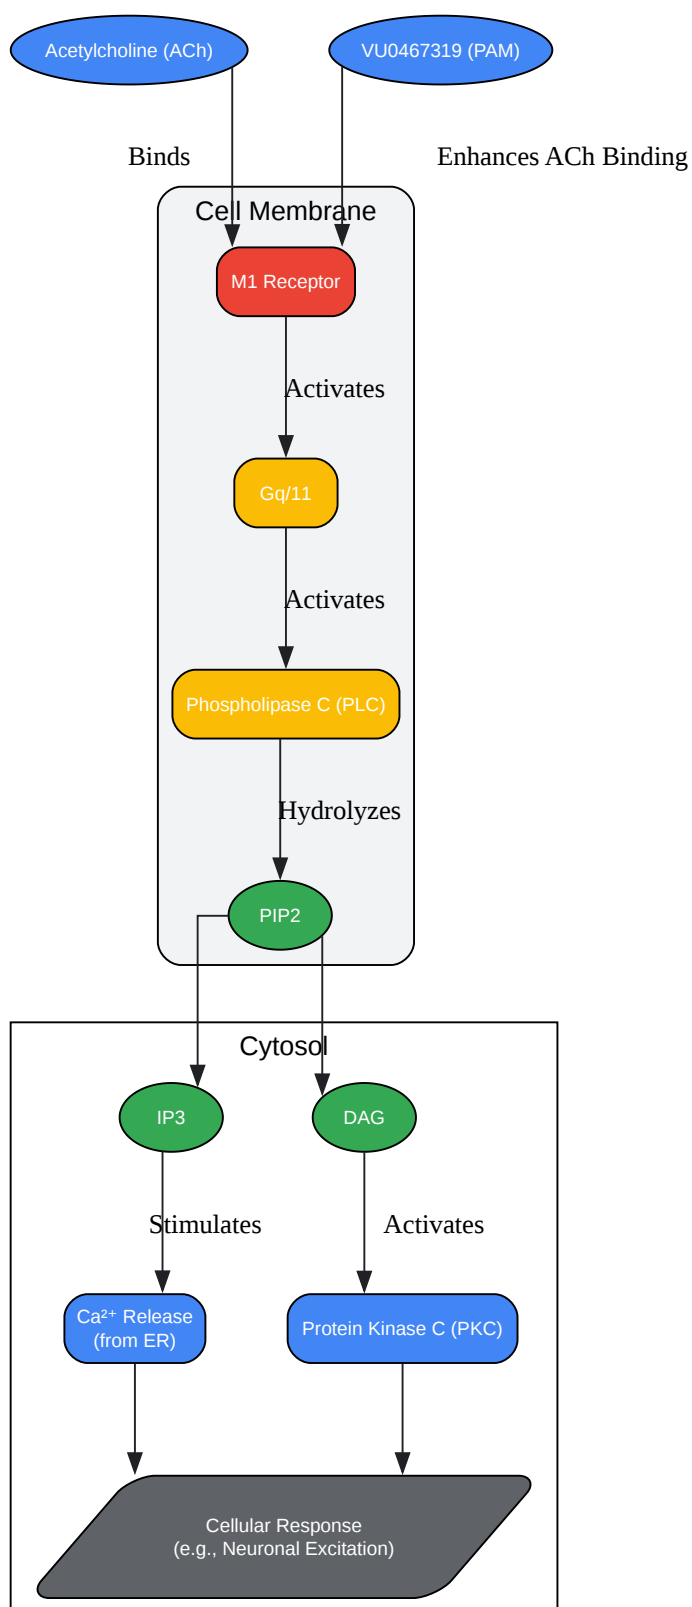 Acetylcholine (ACh)
VU0467319 (PAM)
Binds
Enhances ACh Binding
Cell Membrane
M1 Receptor
Activates
Gq/11
Activates
Phospholipase C (PLC)
Hydrolyzes
PIP2
Cytosol
IP3
DAG
Stimulates
Activates
Ca²⁺ Release
(from ER)
Protein Kinase C (PKC)
Cellular Response
(e.g., Neuronal Excitation)